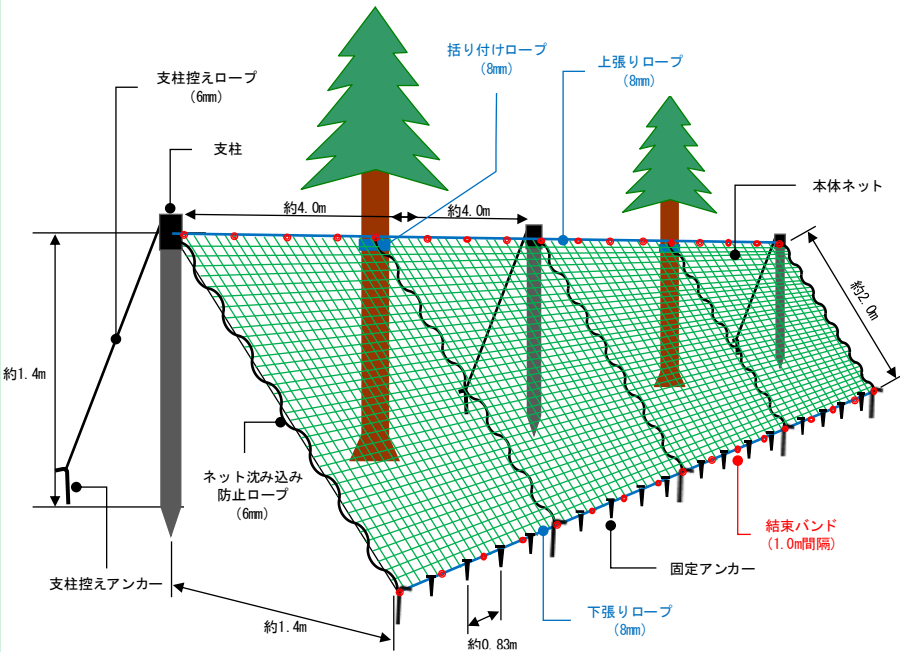 括り付けロープ
(8mm)
上張りロープ
(8mm)
支柱控えロープ
(6mm)
支柱
本体ネット
約4.0m
約4.0m
約2.0m
約1.4m
ネット沈み込み
防止ロープ
(6mm)
結束バンド
(1.0m間隔)
固定アンカー
支柱控えアンカー
下張りロープ
(8mm)
約1.4m
約0.83m